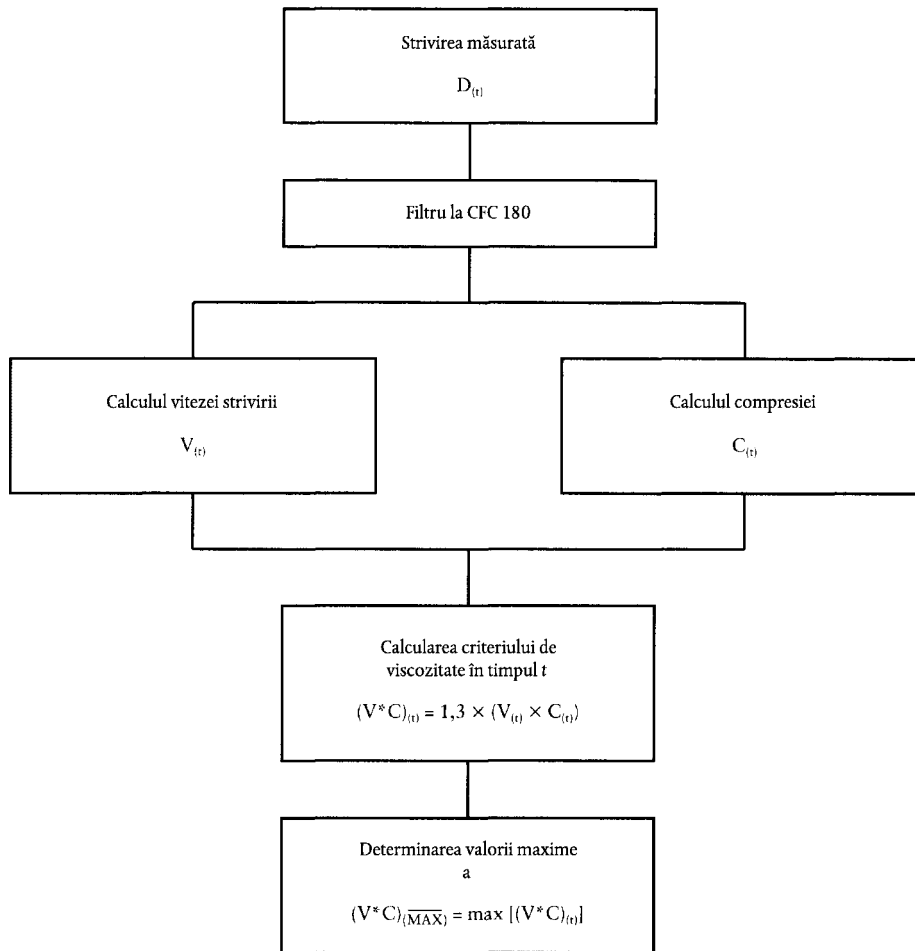 Strivirea măsurată
D(t)
Filtru la CFC 180
Calculul vitezei strivirii
V(t)
Calculul compresiei
C(t)
Calcularea criteriului de
viscozitate în timpul t
(V*C)(t) = 1,3 × (V(t) × C(t))
Determinarea valorii maxime
a
(V*C)(MAX) = max [(V*C)(t)]